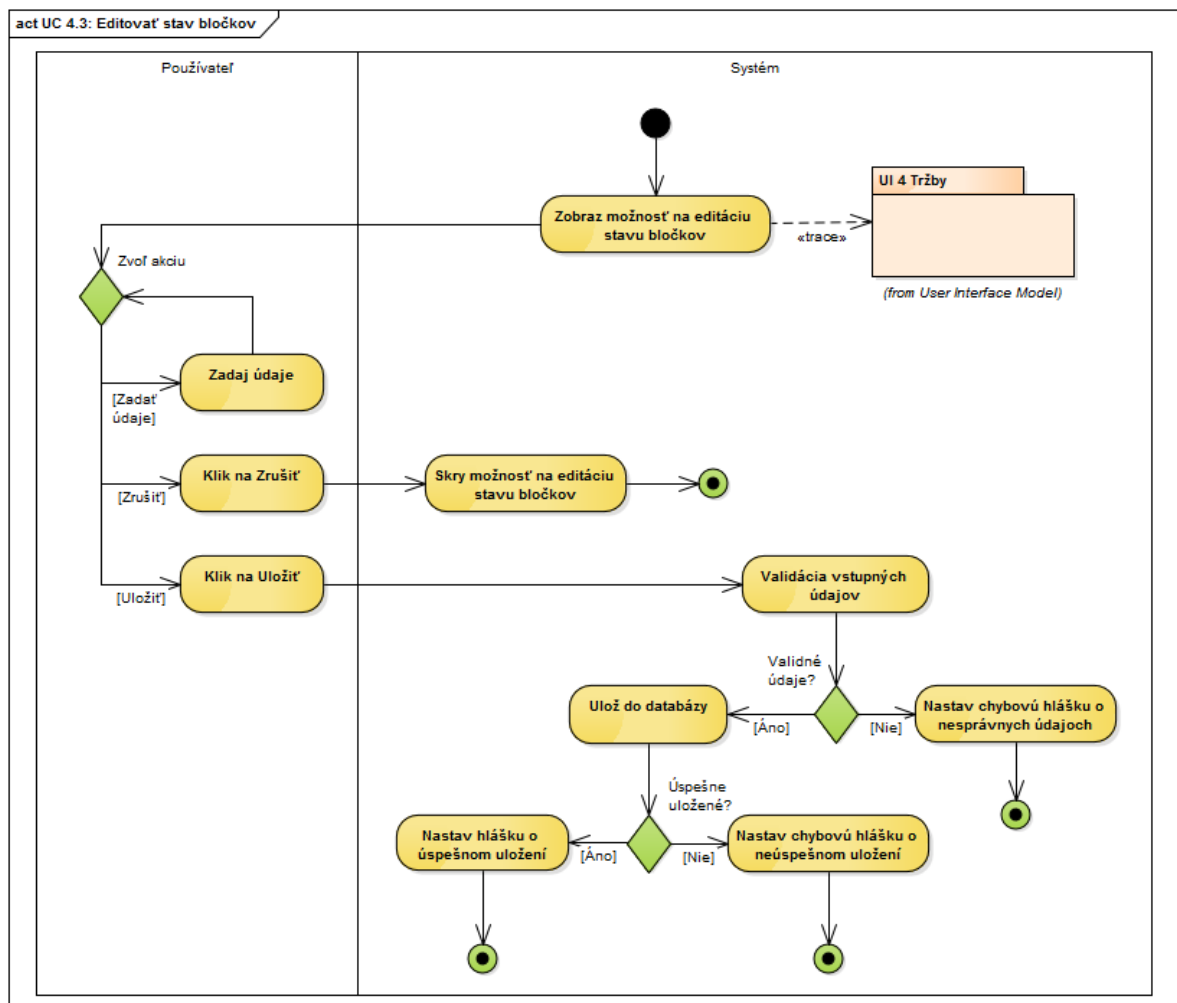 act UC 4.3: Editovať stav bločkov
Používateľ
Systém
UI 4 Tržby
Zobraz možnosť na editáciu
stavu bločkov
«trace»
(from User Interface Model)
Zvoľ akciu
Zadaj údaje
[Zadať
údaje]
Klik na Zrušiť
[Zrušiť]
Skry možnosť na editáciu
stavu bločkov
Klik na Uložiť
[Uložiť]
Validácia vstupných
údajov
Validné
údaje?
Ulož do databázy
[Áno]
[Nie]
Nastav chybovú hlášku o
nesprávnych údajoch
Úspešne
uložené?
Nastav hlášku o
úspešnom uložení
[Áno]
[Nie]
Nastav chybovú hlášku o
neúspešnom uložení